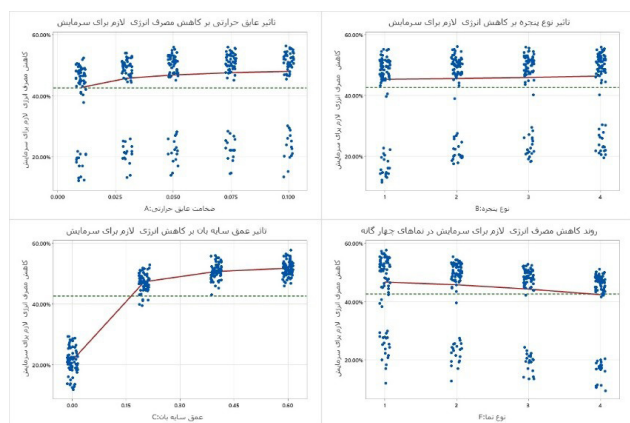 تاثیر عایق حرارتی بر کاهش مصرف انرژی لازم برای سرمایش
کاهش مصرف انرژی لازم برای سرمایش
60.00%
40.00%
20.00%
0.000 0.025 0.050 0.075 0.100
ضخامت عایق حرارتی:A
تاثیر نوع پنجره بر کاهش انرژی لازم برای سرمایش
کاهش مصرف انرژی لازم برای سرمایش
60.00%
40.00%
20.00%
1 2 3 4
نوع پنجره:B
تاثیر عمق سایه بان بر کاهش انرژی لازم برای سرمایش
کاهش مصرف انرژی لازم برای سرمایش
60.00%
40.00%
20.00%
0.00 0.15 0.30 0.45 0.60
عمق سایه بان:C
روند کاهش مصرف انرژی لازم برای سرمایش در نماهای چهار گانه
کاهش مصرف انرژی لازم برای سرمایش
60.00%
40.00%
20.00%
1 2 3 4
نوع نما:F